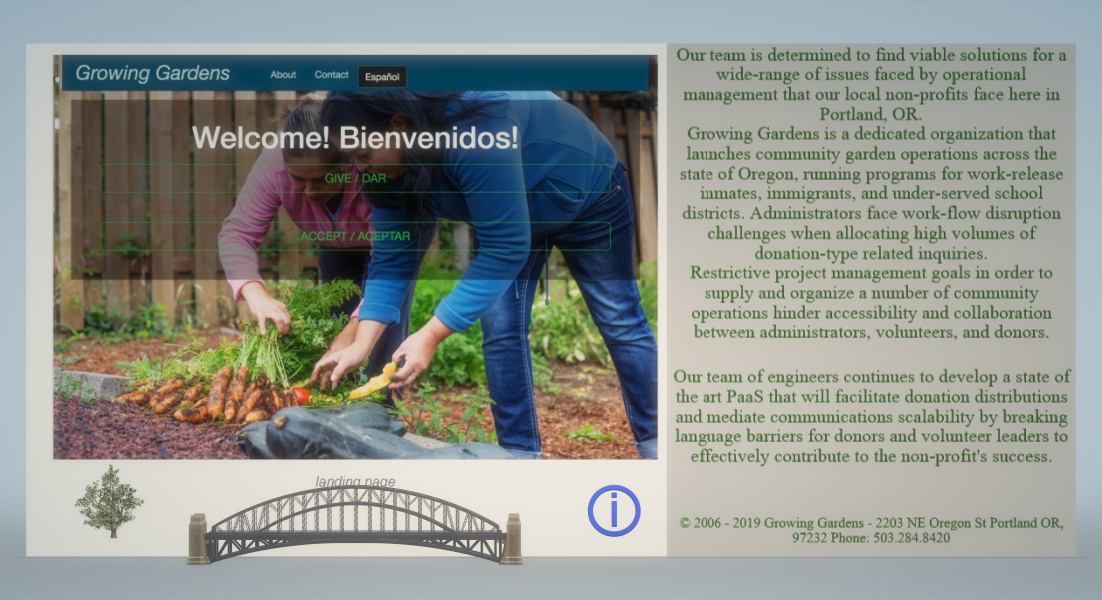 Growing Gardens
About Contact Español
Welcome! Bienvenidos!
GIVE / DAR
ACCEPT / ACEPTAR
landing page
i
Our team is determined to find viable solutions for a
wide-range of issues faced by operational
management that our local non-profits face here in
Portland, OR.
Growing Gardens is a dedicated organization that
launches community garden operations across the
state of Oregon, running programs for work-release
inmates, immigrants, and under-served school
districts. Administrators face work-flow disruption
challenges when allocating high volumes of
donation-type related inquiries.
Restrictive project management goals in order to
supply and organize a number of community
operations hinder accessibility and collaboration
between administrators, volunteers, and donors.
Our team of engineers continues to develop a state of
the art PaaS that will facilitate donation distributions
and mediate communications scalability by breaking
language barriers for donors and volunteer leaders to
effectively contribute to the non-profit's success.
© 2006 - 2019 Growing Gardens - 2203 NE Oregon St Portland OR,
97232 Phone: 503.284.8420